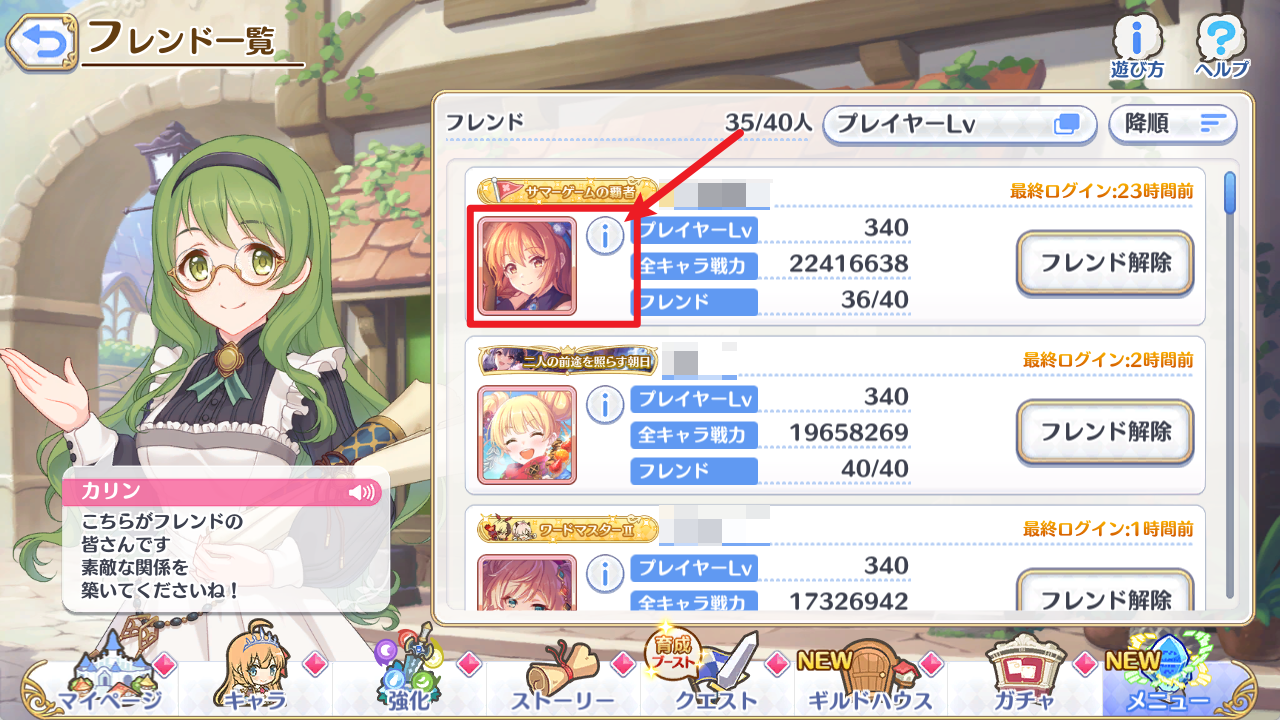 フレンド一覧
遊び方
ヘルプ
フレンド
35/40人
プレイヤーLv
降順
サマーゲームの覇者
最終ログイン:23時間前
プレイヤーLv 340
全キャラ戦力 22416638
フレンド 36/40
フレンド解除
二人の前途を照らす朝日
最終ログイン:2時間前
プレイヤーLv 340
全キャラ戦力 19658269
フレンド 40/40
フレンド解除
ワードマスターⅡ
最終ログイン:1時間前
プレイヤーLv 340
全キャラ戦力 17326942
フレンド解除
カリン
こちらがフレンドの
皆さんです
素敵な関係を
築いてくださいね！
マイページ
キャラ
強化
ストーリー
育成
ブースト
クエスト
NEW
ギルドハウス
ガチャ
NEW
メニュー